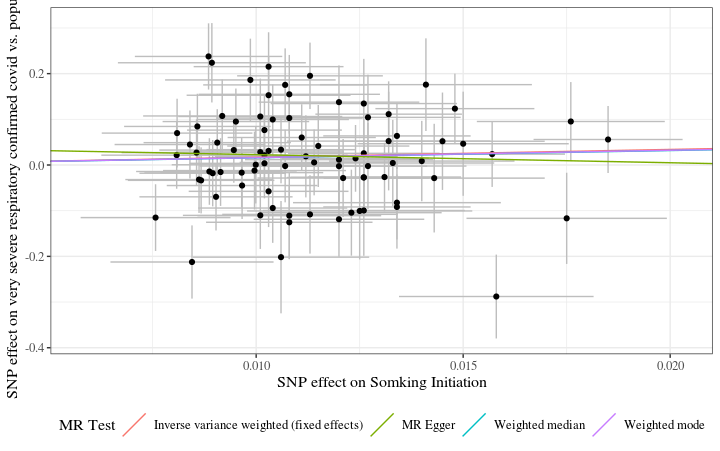 SNP effect on very severe respiratory confirmed covid vs. popu
0.2
0.0
-0.2
-0.4
0.010
0.015
0.020
SNP effect on Somking Initiation
MR Test
Inverse variance weighted (fixed effects)
MR Egger
Weighted median
Weighted mode